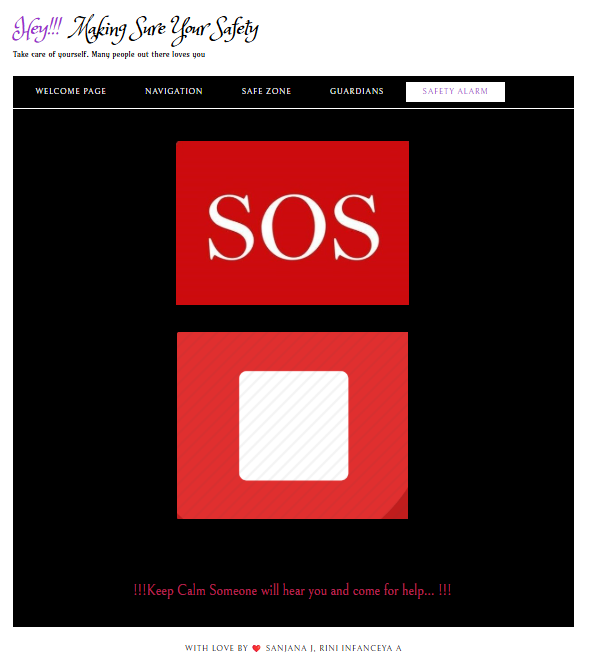 Hey!!! Making Sure Your Safety
Take care of yourself. Many people out there loves you
WELCOME PAGE NAVIGATION SAFE ZONE GUARDIANS SAFETY ALARM
SOS
!!!Keep Calm Someone will hear you and come for help... !!!
WITH LOVE BY ❤ SANJANA J, RINI INFANCEYA A